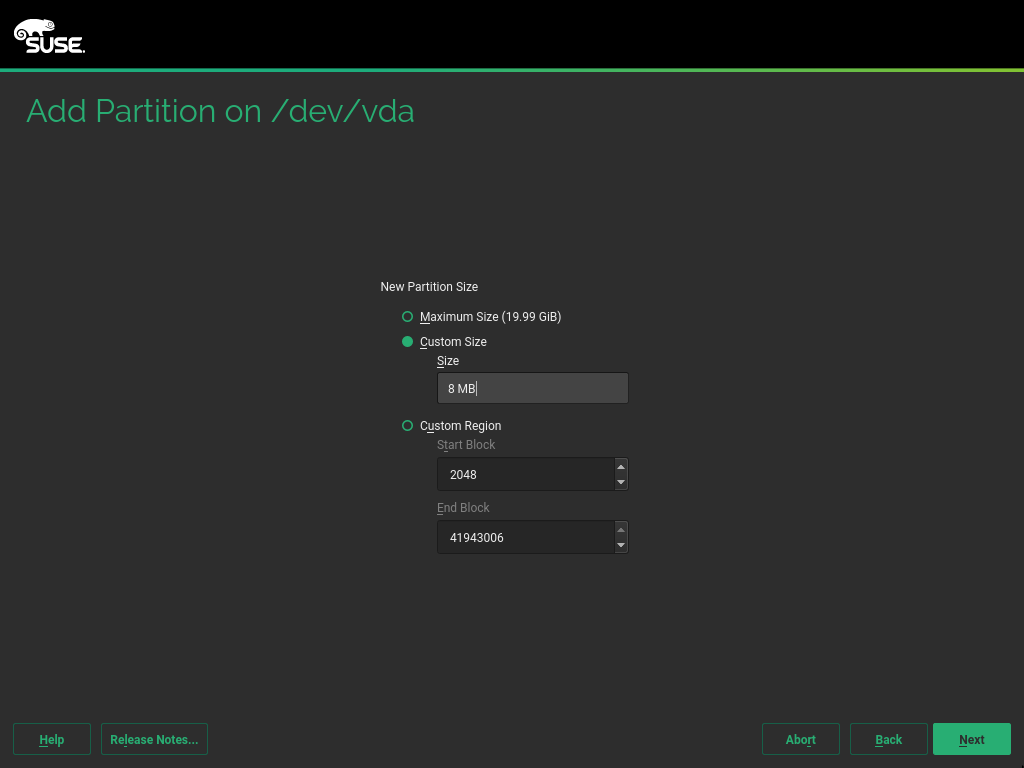 SUSE.
Add Partition on /dev/vda
New Partition Size
Maximum Size (19.99 GiB)
Custom Size
Size
8 MB
Custom Region
Start Block
2048
End Block
41943006
Help Release Notes... Abort Back Next